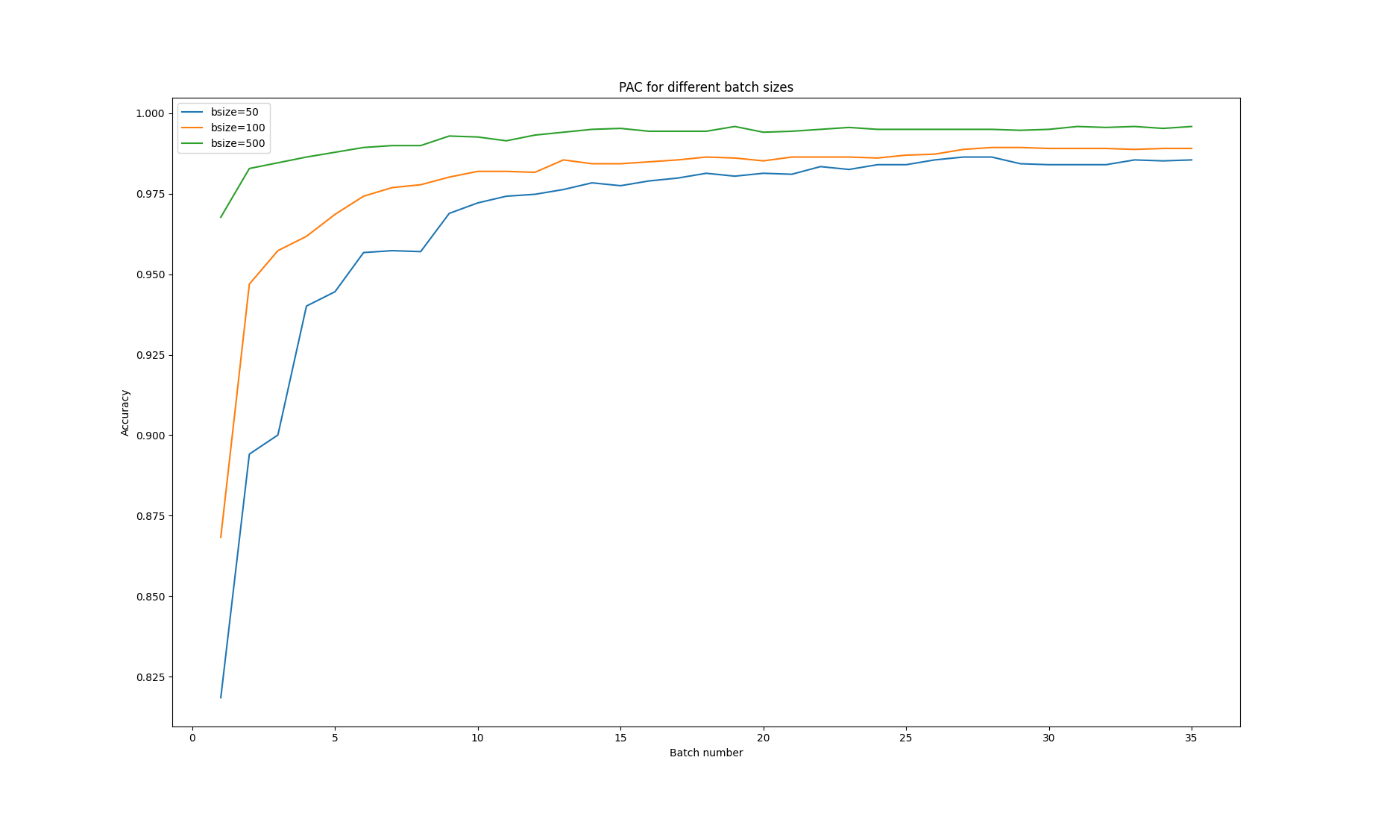 PAC for different batch sizes
bsize=50
bsize=100
bsize=500
1.000
0.975
0.950
0.925
0.900
0.875
0.850
0.825
Accuracy
0 5 10 15 20 25 30 35
Batch number